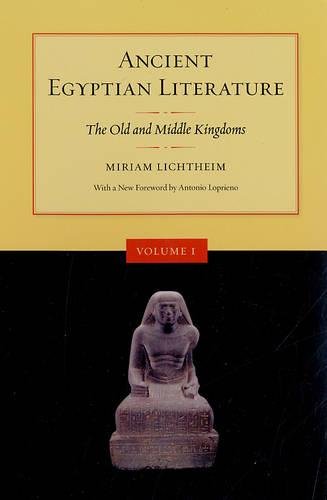 ANCIENT
EGYPTIAN LITERATURE
The Old and Middle Kingdoms
MIRIAM LICHTHEIM
With a New Foreword by Antonio Loprieno
VOLUME I